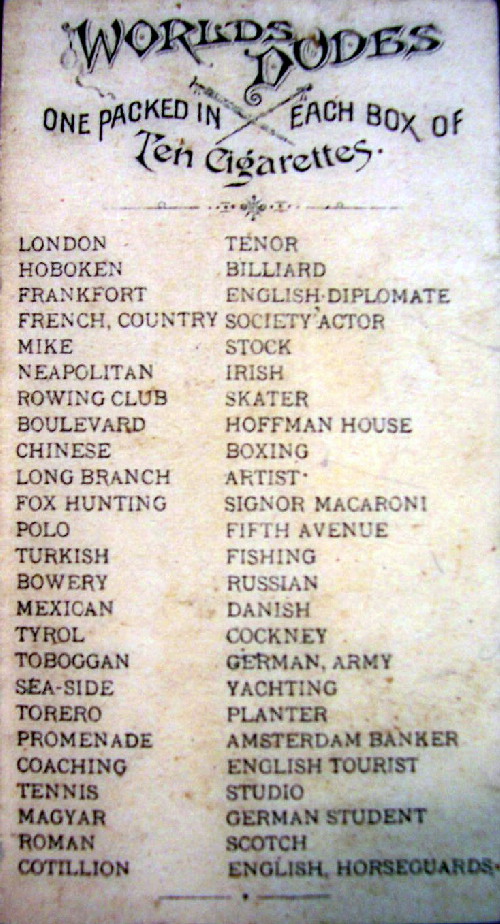 WORLDS
DUDES
ONE PACKED IN EACH BOX OF
Ten Cigarettes.
LONDON
HOBOKEN
FRANKFORT
FRENCH, COUNTRY
MIKE
NEAPOLITAN
ROWING CLUB
BOULEVARD
CHINESE
LONG BRANCH
FOX HUNTING
POLO
TURKISH
BOWERY
MEXICAN
TYROL
TOBOGGAN
SEA-SIDE
TORERO
PROMENADE
COACHING
TENNIS
MAGYAR
ROMAN
COTILLION
TENOR
BILLIARD
ENGLISH DIPLOMATE
SOCIETY ACTOR
STOCK
IRISH
SKATER
HOFFMAN HOUSE
BOXING
ARTIST
SIGNOR MACARONI
FIFTH AVENUE
FISHING
RUSSIAN
DANISH
COCKNEY
GERMAN, ARMY
YACHTING
PLANTER
AMSTERDAM BANKER
ENGLISH TOURIST
STUDIO
GERMAN STUDENT
SCOTCH
ENGLISH, HORSEGUARDS.